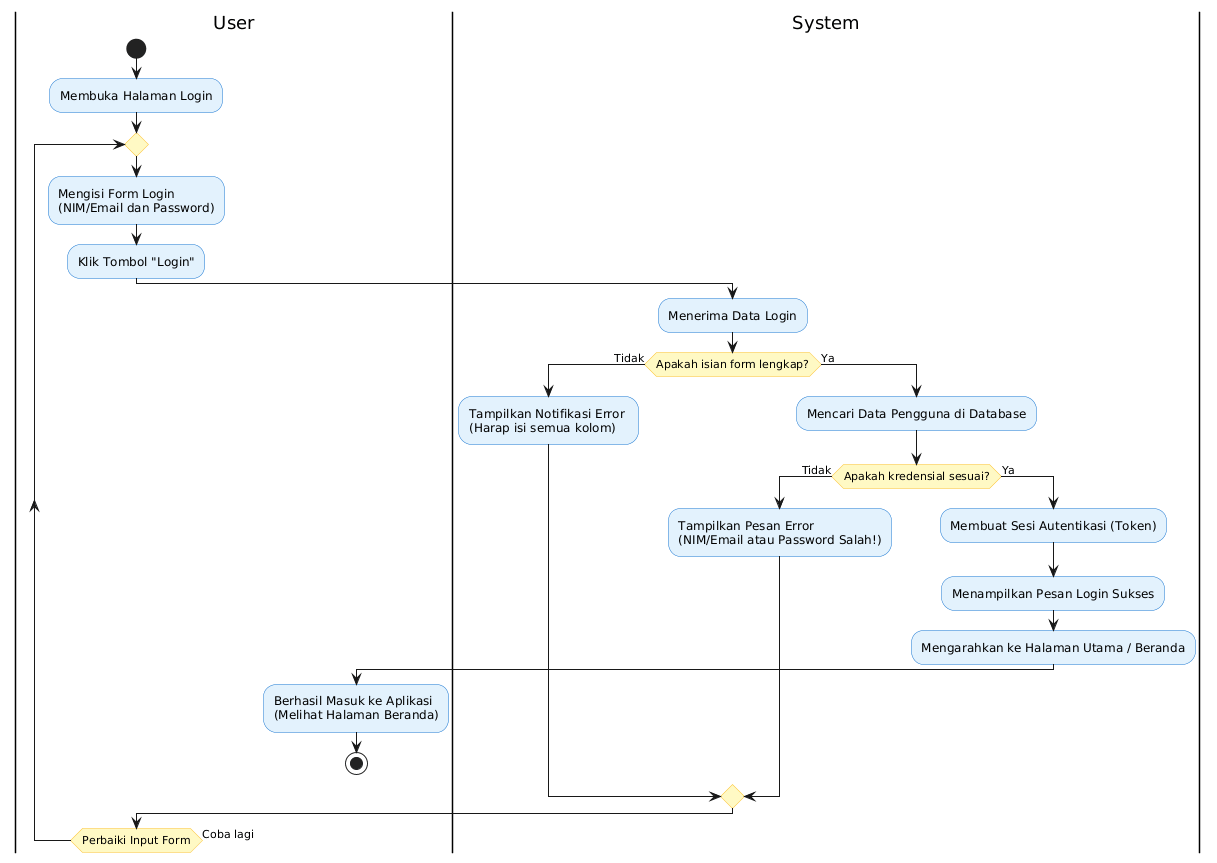 User
System
Membuka Halaman Login
Mengisi Form Login
(NIM/Email dan Password)
Klik Tombol "Login"
Menerima Data Login
Tidak
Apakah isian form lengkap?
Ya
Tampilkan Notifikasi Error
(Harap isi semua kolom)
Mencari Data Pengguna di Database
Tidak
Apakah kredensial sesuai?
Ya
Tampilkan Pesan Error
(NIM/Email atau Password Salah!)
Membuat Sesi Autentikasi (Token)
Menampilkan Pesan Login Sukses
Mengarahkan ke Halaman Utama / Beranda
Berhasil Masuk ke Aplikasi
(Melihat Halaman Beranda)
Perbaiki Input Form
Coba lagi